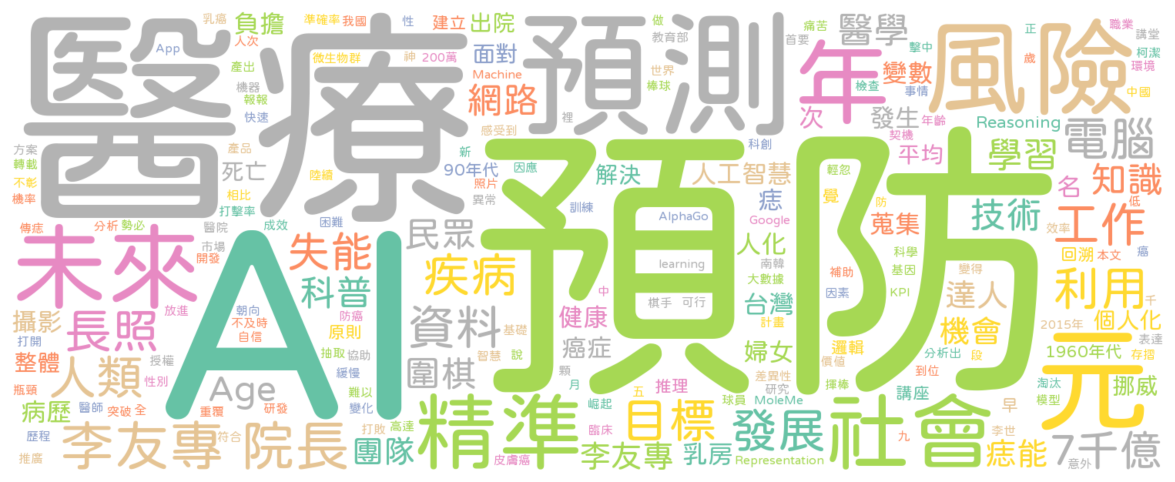 醫療
預測
年
風險
預防
AI
未來
元
社會
精準
李友專 院長
7千億
人類
長照
失能
科普
疾病
民眾
資料
圍棋
Age
目標
發展
工作
利用
技術
電腦
知識
學習
醫學
變數
網路
面對
出院
負擔
建立
我國
200萬
準確率
乳癌
性
App
人次
微生物群
神
Machine
教育部
做
痛苦
首要
世界
棒球
裡
擊中
正
職業
講堂
歲
柯潔
環境
檢查
事情
中國
次
發生
年齡
Reasoning
契機
平均
名
低
效率
癌
回溯
本文
產出
機器
報報
快速
感受到
產品
方案
轉載
不彰
機率
死亡
相比
打擊率
陸續
新
90年代
照片
異常
因應
科創
解決
人工智慧
訓練
痣
覺
輕忽
防
蒐集
AlphaGo
Google
learning
人化
南韓
大數據
科學
基因
補助
因素
KPI
變得
達人
千
2015年
個人化
表達
機會
1960年代
分析出
段
存摺
到位
挪威
淘汰
模型
傳痣
分析
勢必
成效
困難
醫院
市場
開發
朝向
不及時
自信
放進
防癌
原則
中
棋手
可行
台灣
計畫
健康
基礎
癌症
智慧
說
婦女
邏輯
價值
差異性
研究
揮棒
講座
早
攝影
打開
整體
瓶頸
授權
性別
抽取
協助
緩慢
難以
變化
顆
月
推理
五
球員
MoleMe
崛起
病歷
醫師
突破
全
重覆
研發
打敗
高達
歷程
推廣
符合
團隊
臨床
皮膚癌
李友專
乳房
Representation
九
李世
痣能
意外